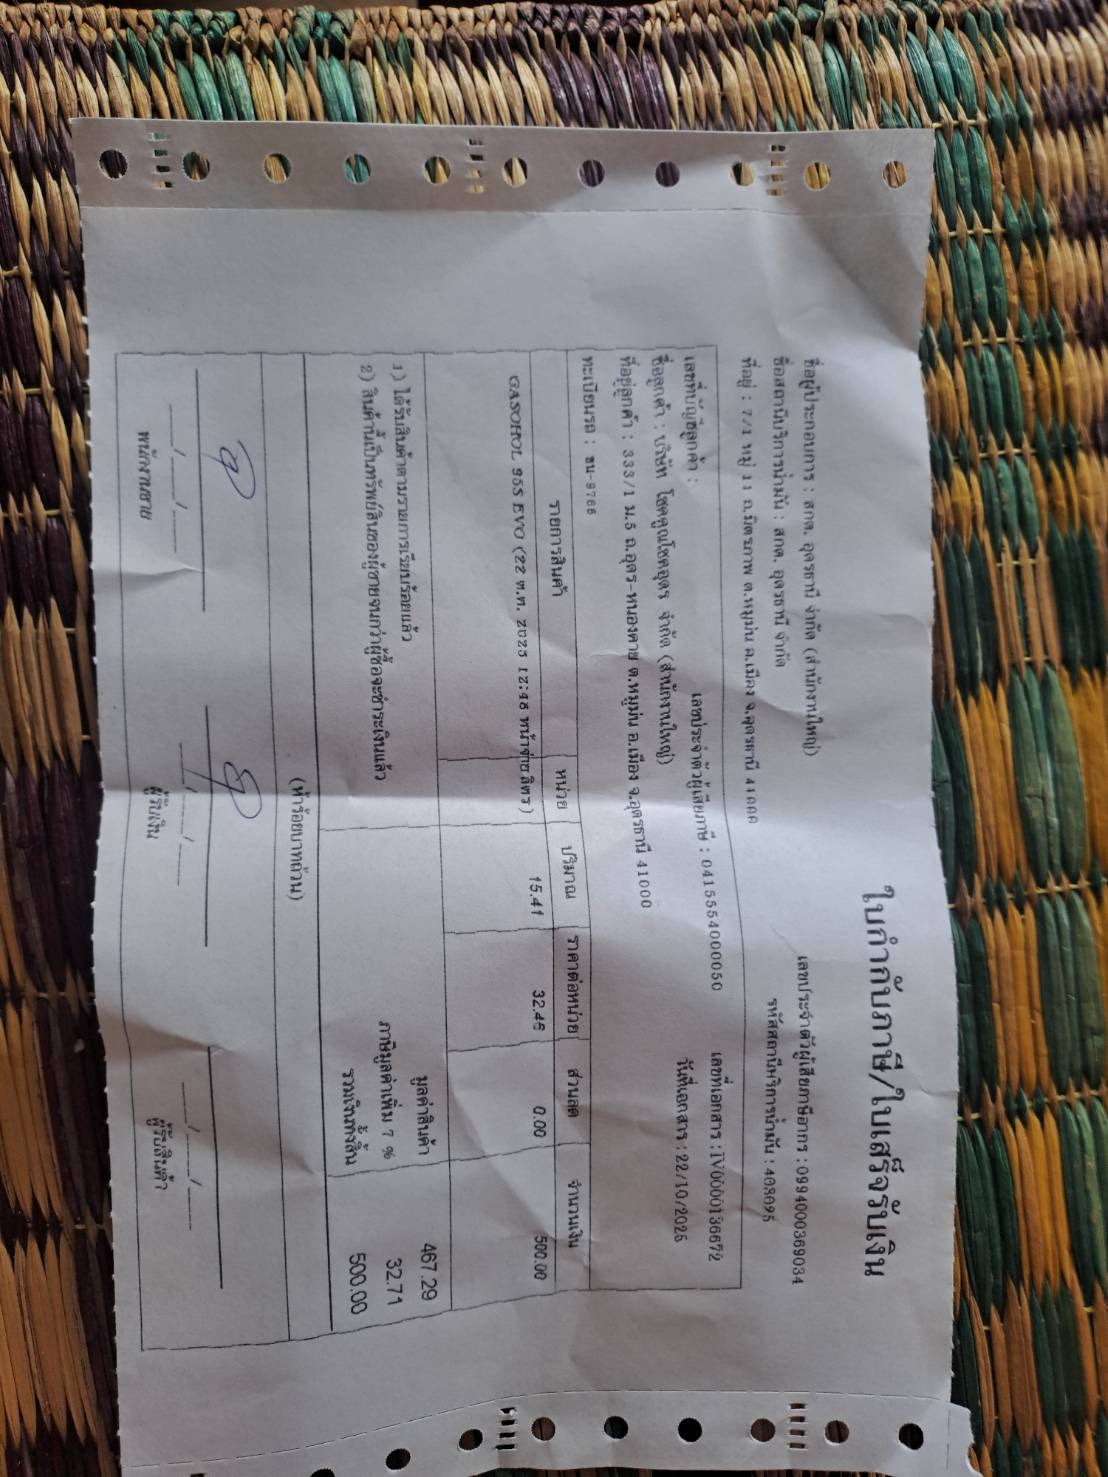 ใบกำกับภาษี/ใบเสร็จรับเงิน
ชื่อผู้ประกอบการ : สกต. อุดรธานี จำกัด (สำนักงานใหญ่) เลขประจำตัวผู้เสียภาษีอากร : 0994000369034
ชื่อสถานีบริการน้ำมัน : สกต. อุดรธานี จำกัด รหัสสถานีบริการน้ำมัน : 408095
ที่อยู่ : 7/1 หมู่ 11 ถ.มิตรภาพ ต.หมูม่น อ.เมือง จ.อุดรธานี 41000
เลขที่บัญชีลูกค้า : เลขประจำตัวผู้เสียภาษี : 0415554000050 เลขที่เอกสาร : IV0000136672
ชื่อลูกค้า : บริษัท โชคคูณโชคอุดร จำกัด (สำนักงานใหญ่) วันที่เอกสาร : 22/10/2025
ที่อยู่ลูกค้า : 333/1 ม.5 ถ.อุดร-หนองคาย ต.หมูม่น อ.เมือง จ.อุดรธานี 41000
ทะเบียนรถ : ขน-9766
รายการสินค้า หน่วย ปริมาณ ราคาต่อหน่วย ส่วนลด จำนวนเงิน
GASOHOL 95S EVO (22 ต.ค. 2025 12:48 หน้าจ่าย ลิตร ) 15.41 32.45 0.00 500.00
1) ได้รับสินค้าตามรายการเรียบร้อยแล้ว มูลค่าสินค้า 467.29
2) สินค้านี้เป็นทรัพย์สินของผู้ขายจนกว่าผู้ซื้อจะชำระเงินแล้ว ภาษีมูลค่าเพิ่ม 7 % 32.71
รวมเงินทั้งสิ้น 500.00
(ห้าร้อยบาทถ้วน)
___/___/___ ___/___/___ ___/___/___
พนักงานขาย ผู้รับเงิน ผู้รับสินค้า